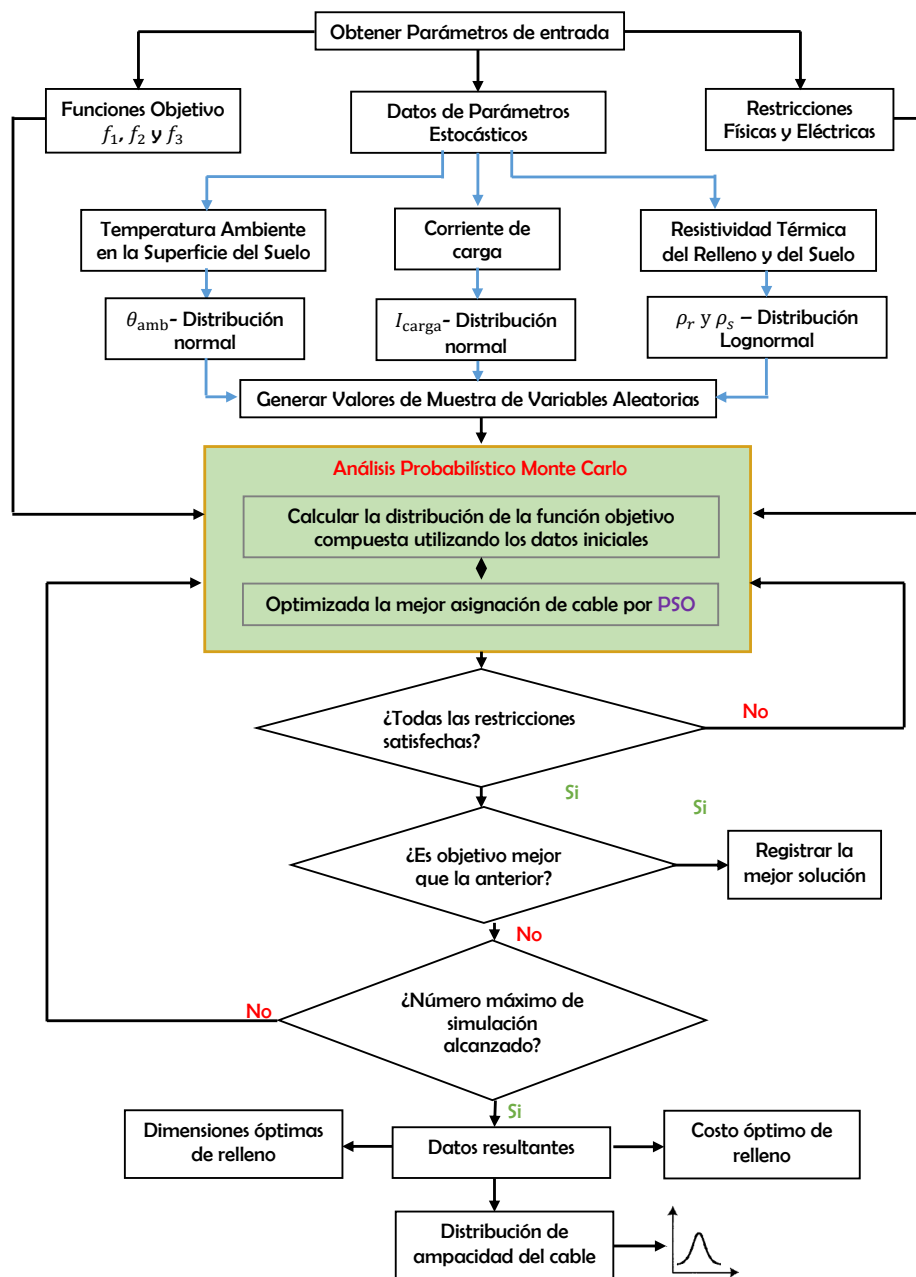 Obtener Parámetros de entrada
Funciones Objetivo
f₁, f₂ y f₃
Datos de Parámetros
Estocásticos
Restricciones
Físicas y Eléctricas
Temperatura Ambiente
en la Superficie del Suelo
Corriente de
carga
Resistividad Térmica
del Relleno y del Suelo
θamb- Distribución
normal
Icarga- Distribución
normal
ρr y ρs – Distribución
Lognormal
Generar Valores de Muestra de Variables Aleatorias
Análisis Probabilístico Monte Carlo
Calcular la distribución de la función objetivo
compuesta utilizando los datos iniciales
Optimizada la mejor asignación de cable por PSO
¿Todas las restricciones
satisfechas?
No
Si
Si
¿Es objetivo mejor
que la anterior?
Registrar la
mejor solución
No
¿Número máximo de
simulación
alcanzado?
No
Si
Dimensiones óptimas
de relleno
Datos resultantes
Costo óptimo de
relleno
Distribución de
ampacidad del cable